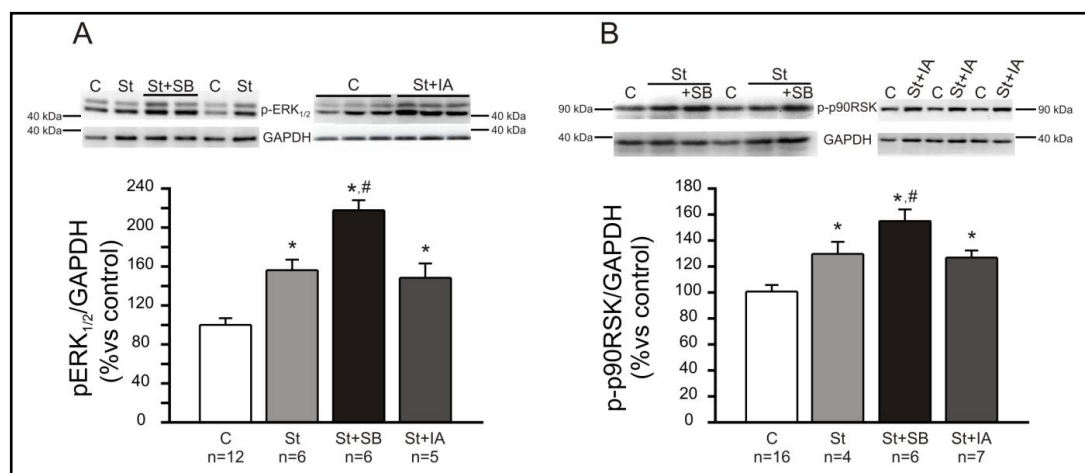 A
C St St+SB C St
C St+IA
p-ERK1/2
40 kDa
40 kDa
40 kDa
GAPDH
40 kDa
pERK1/2/GAPDH
(%vs control)
240
200
160
120
80
40
0
*
*,#
*
C St St+SB St+IA
n=12 n=6 n=6 n=5
B
St St
C +SB C +SB
C St+IA C St+IA C St+IA
90 kDa
p-p90RSK
90 kDa
40 kDa
GAPDH
40 kDa
p-p90RSK/GAPDH
(%vs control)
180
160
140
120
100
80
60
40
20
0
*
*,#
*
C St St+SB St+IA
n=16 n=4 n=6 n=7